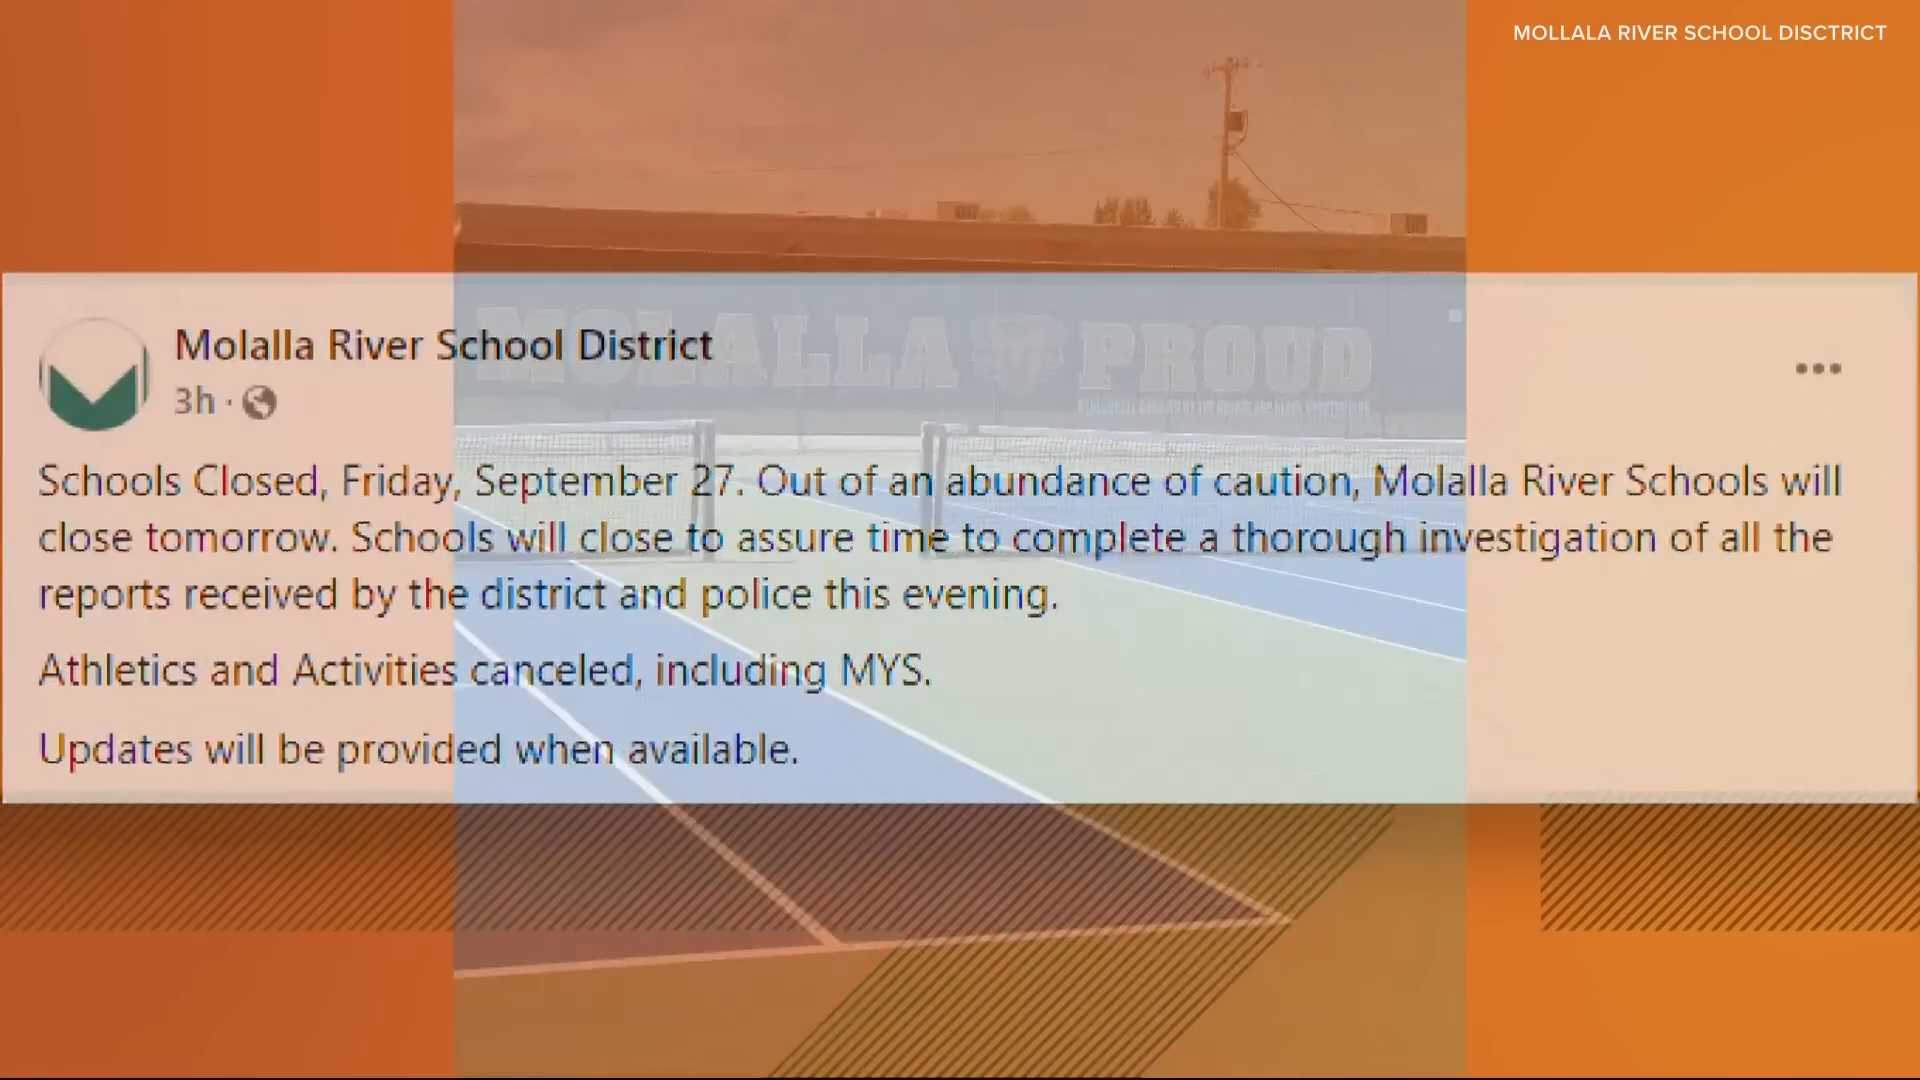 MOLLALA RIVER SCHOOL DISCTRICT
MOLALLA PROUD
Molalla River School District
3h ·
Schools Closed, Friday, September 27. Out of an abundance of caution, Molalla River Schools will
close tomorrow. Schools will close to assure time to complete a thorough investigation of all the
reports received by the district and police this evening.
Athletics and Activities canceled, including MYS.
Updates will be provided when available.